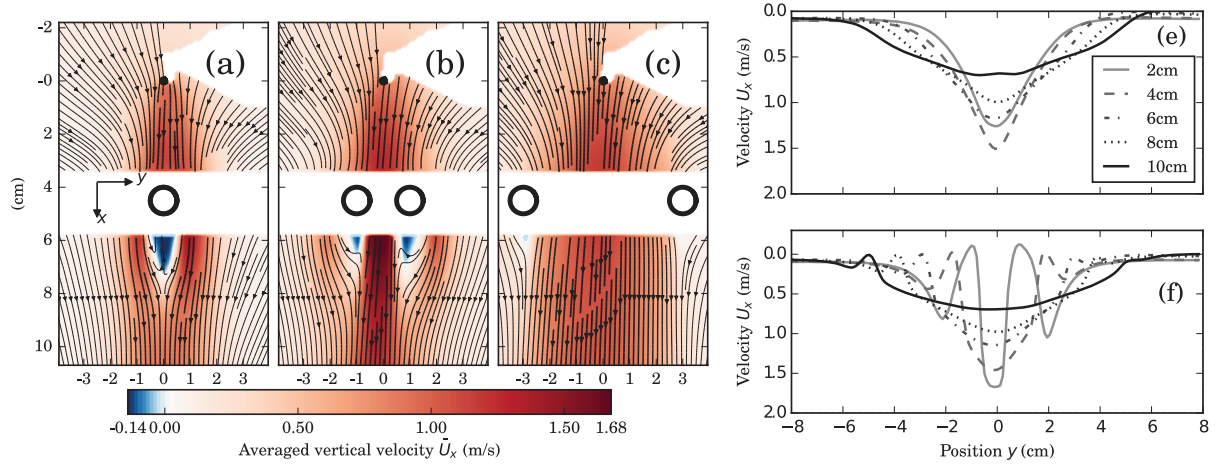 (a) (b) (c)
-2
-0
2
4
6
8
10
(cm)
y
x
-3 -2 -1 0 1 2 3
-3 -2 -1 0 1 2 3
-3 -2 -1 0 1 2 3
-0.14 0.00 0.50 1.00 1.50 1.68
Averaged vertical velocity Ūx (m/s)
(e)
0.0
0.5
1.0
1.5
2.0
Velocity Ux (m/s)
2cm
4cm
6cm
8cm
10cm
(f)
0.0
0.5
1.0
1.5
2.0
Velocity Ux (m/s)
−8 −6 −4 −2 0 2 4 6 8
Position y (cm)